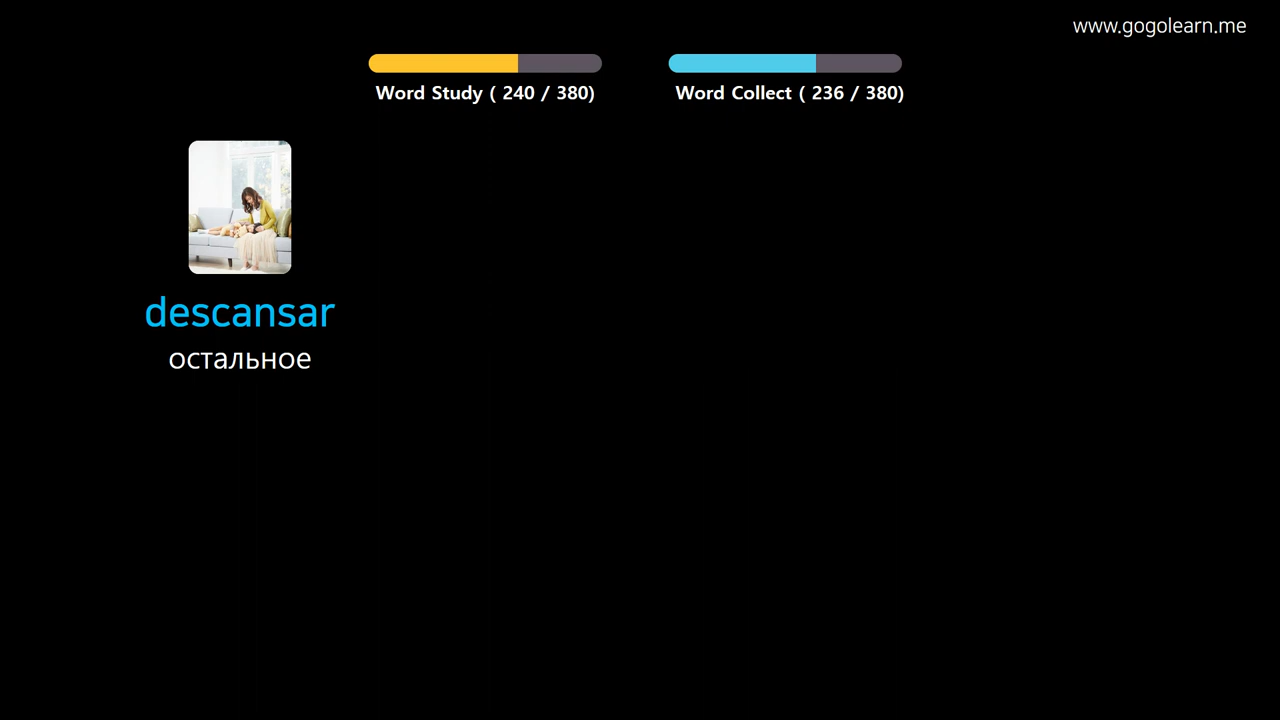 www.gogolearn.me
Word Study ( 240 / 380)
Word Collect ( 236 / 380)
descansar
остальное